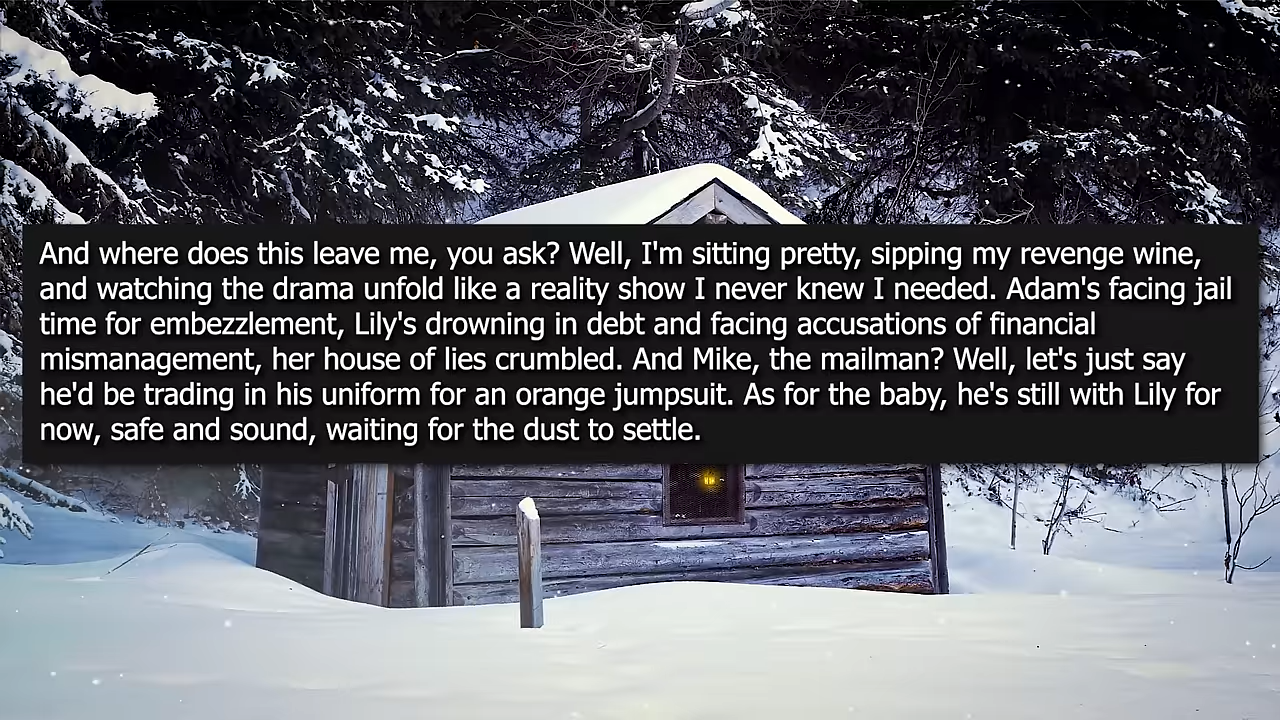 And where does this leave me, you ask? Well, I'm sitting pretty, sipping my revenge wine,
and watching the drama unfold like a reality show I never knew I needed. Adam's facing jail
time for embezzlement, Lily's drowning in debt and facing accusations of financial
mismanagement, her house of lies crumbled. And Mike, the mailman? Well, let's just say
he'd be trading in his uniform for an orange jumpsuit. As for the baby, he's still with Lily for
now, safe and sound, waiting for the dust to settle.